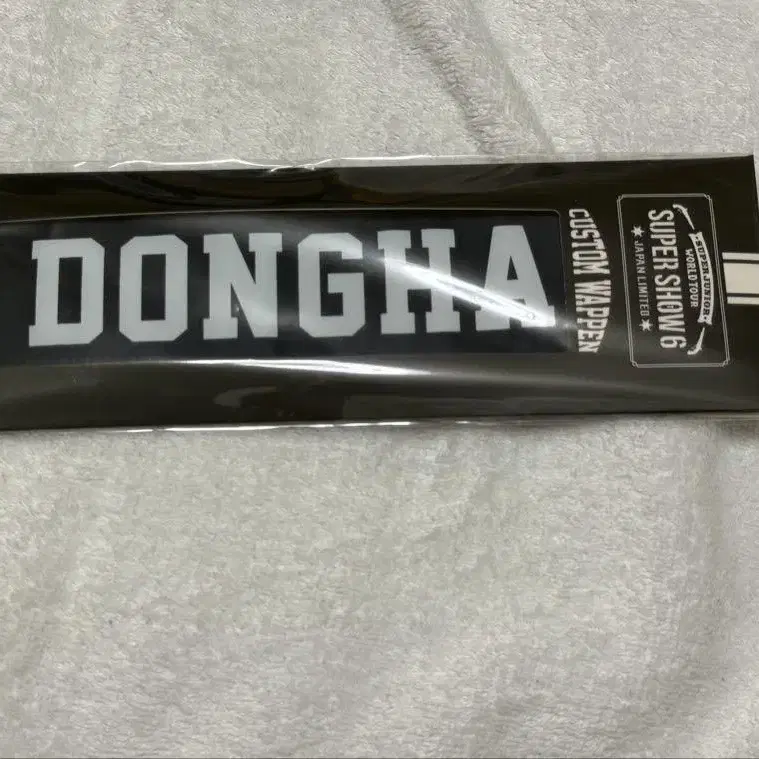 DONGHA
CUSTOM WAPPEN
SUPER JUNIOR
WORLD TOUR
SUPER SHOW 6
★ JAPAN LIMITED ★